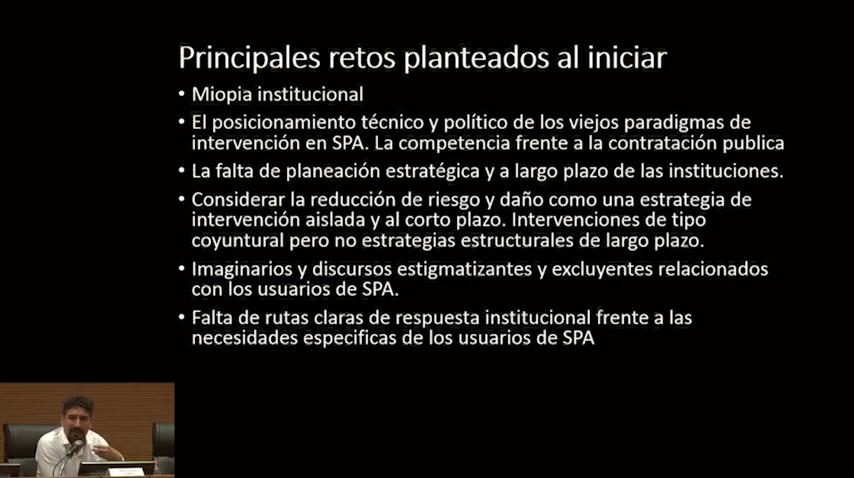 Principales retos planteados al iniciar
• Miopia institucional
• El posicionamiento técnico y político de los viejos paradigmas de
intervención en SPA. La competencia frente a la contratación publica
• La falta de planeación estratégica y a largo plazo de las instituciones.
• Considerar la reducción de riesgo y daño como una estrategia de
intervención aislada y al corto plazo. Intervenciones de tipo
coyuntural pero no estrategias estructurales de largo plazo.
• Imaginarios y discursos estigmatizantes y excluyentes relacionados
con los usuarios de SPA.
• Falta de rutas claras de respuesta institucional frente a las
necesidades especificas de los usuarios de SPA